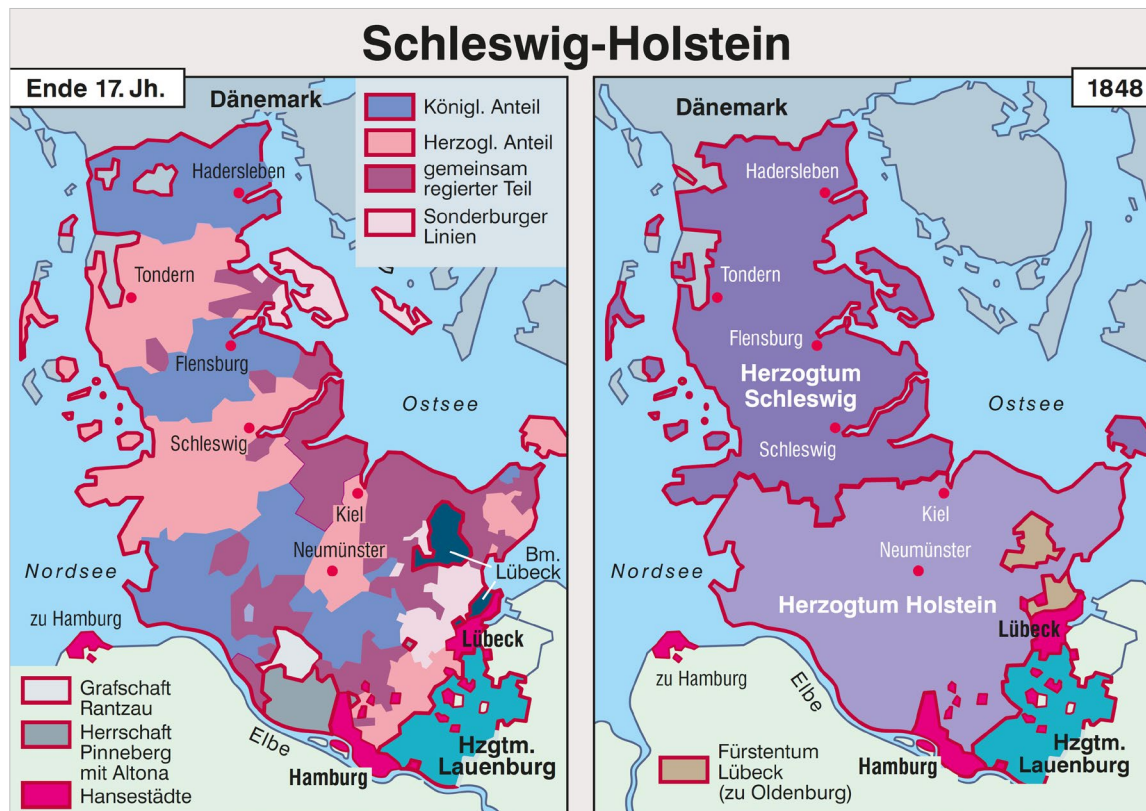 Schleswig-Holstein
Ende 17. Jh.
Dänemark
Königl. Anteil
Herzogl. Anteil
gemeinsam
regierter Teil
Sonderburger
Linien
Hadersleben
Tondern
Flensburg
Schleswig
Ostsee
Kiel
Neumünster
Bm.
Lübeck
Nordsee
zu Hamburg
Lübeck
Elbe
Hamburg
Hzgtm.
Lauenburg
Grafschaft
Rantzau
Herrschaft
Pinneberg
mit Altona
Hansestädte
1848
Dänemark
Hadersleben
Tondern
Flensburg
Herzogtum
Schleswig
Schleswig
Ostsee
Kiel
Neumünster
Nordsee
Herzogtum Holstein
Lübeck
zu Hamburg
Elbe
Hamburg
Hzgtm.
Lauenburg
Fürstentum
Lübeck
(zu Oldenburg)